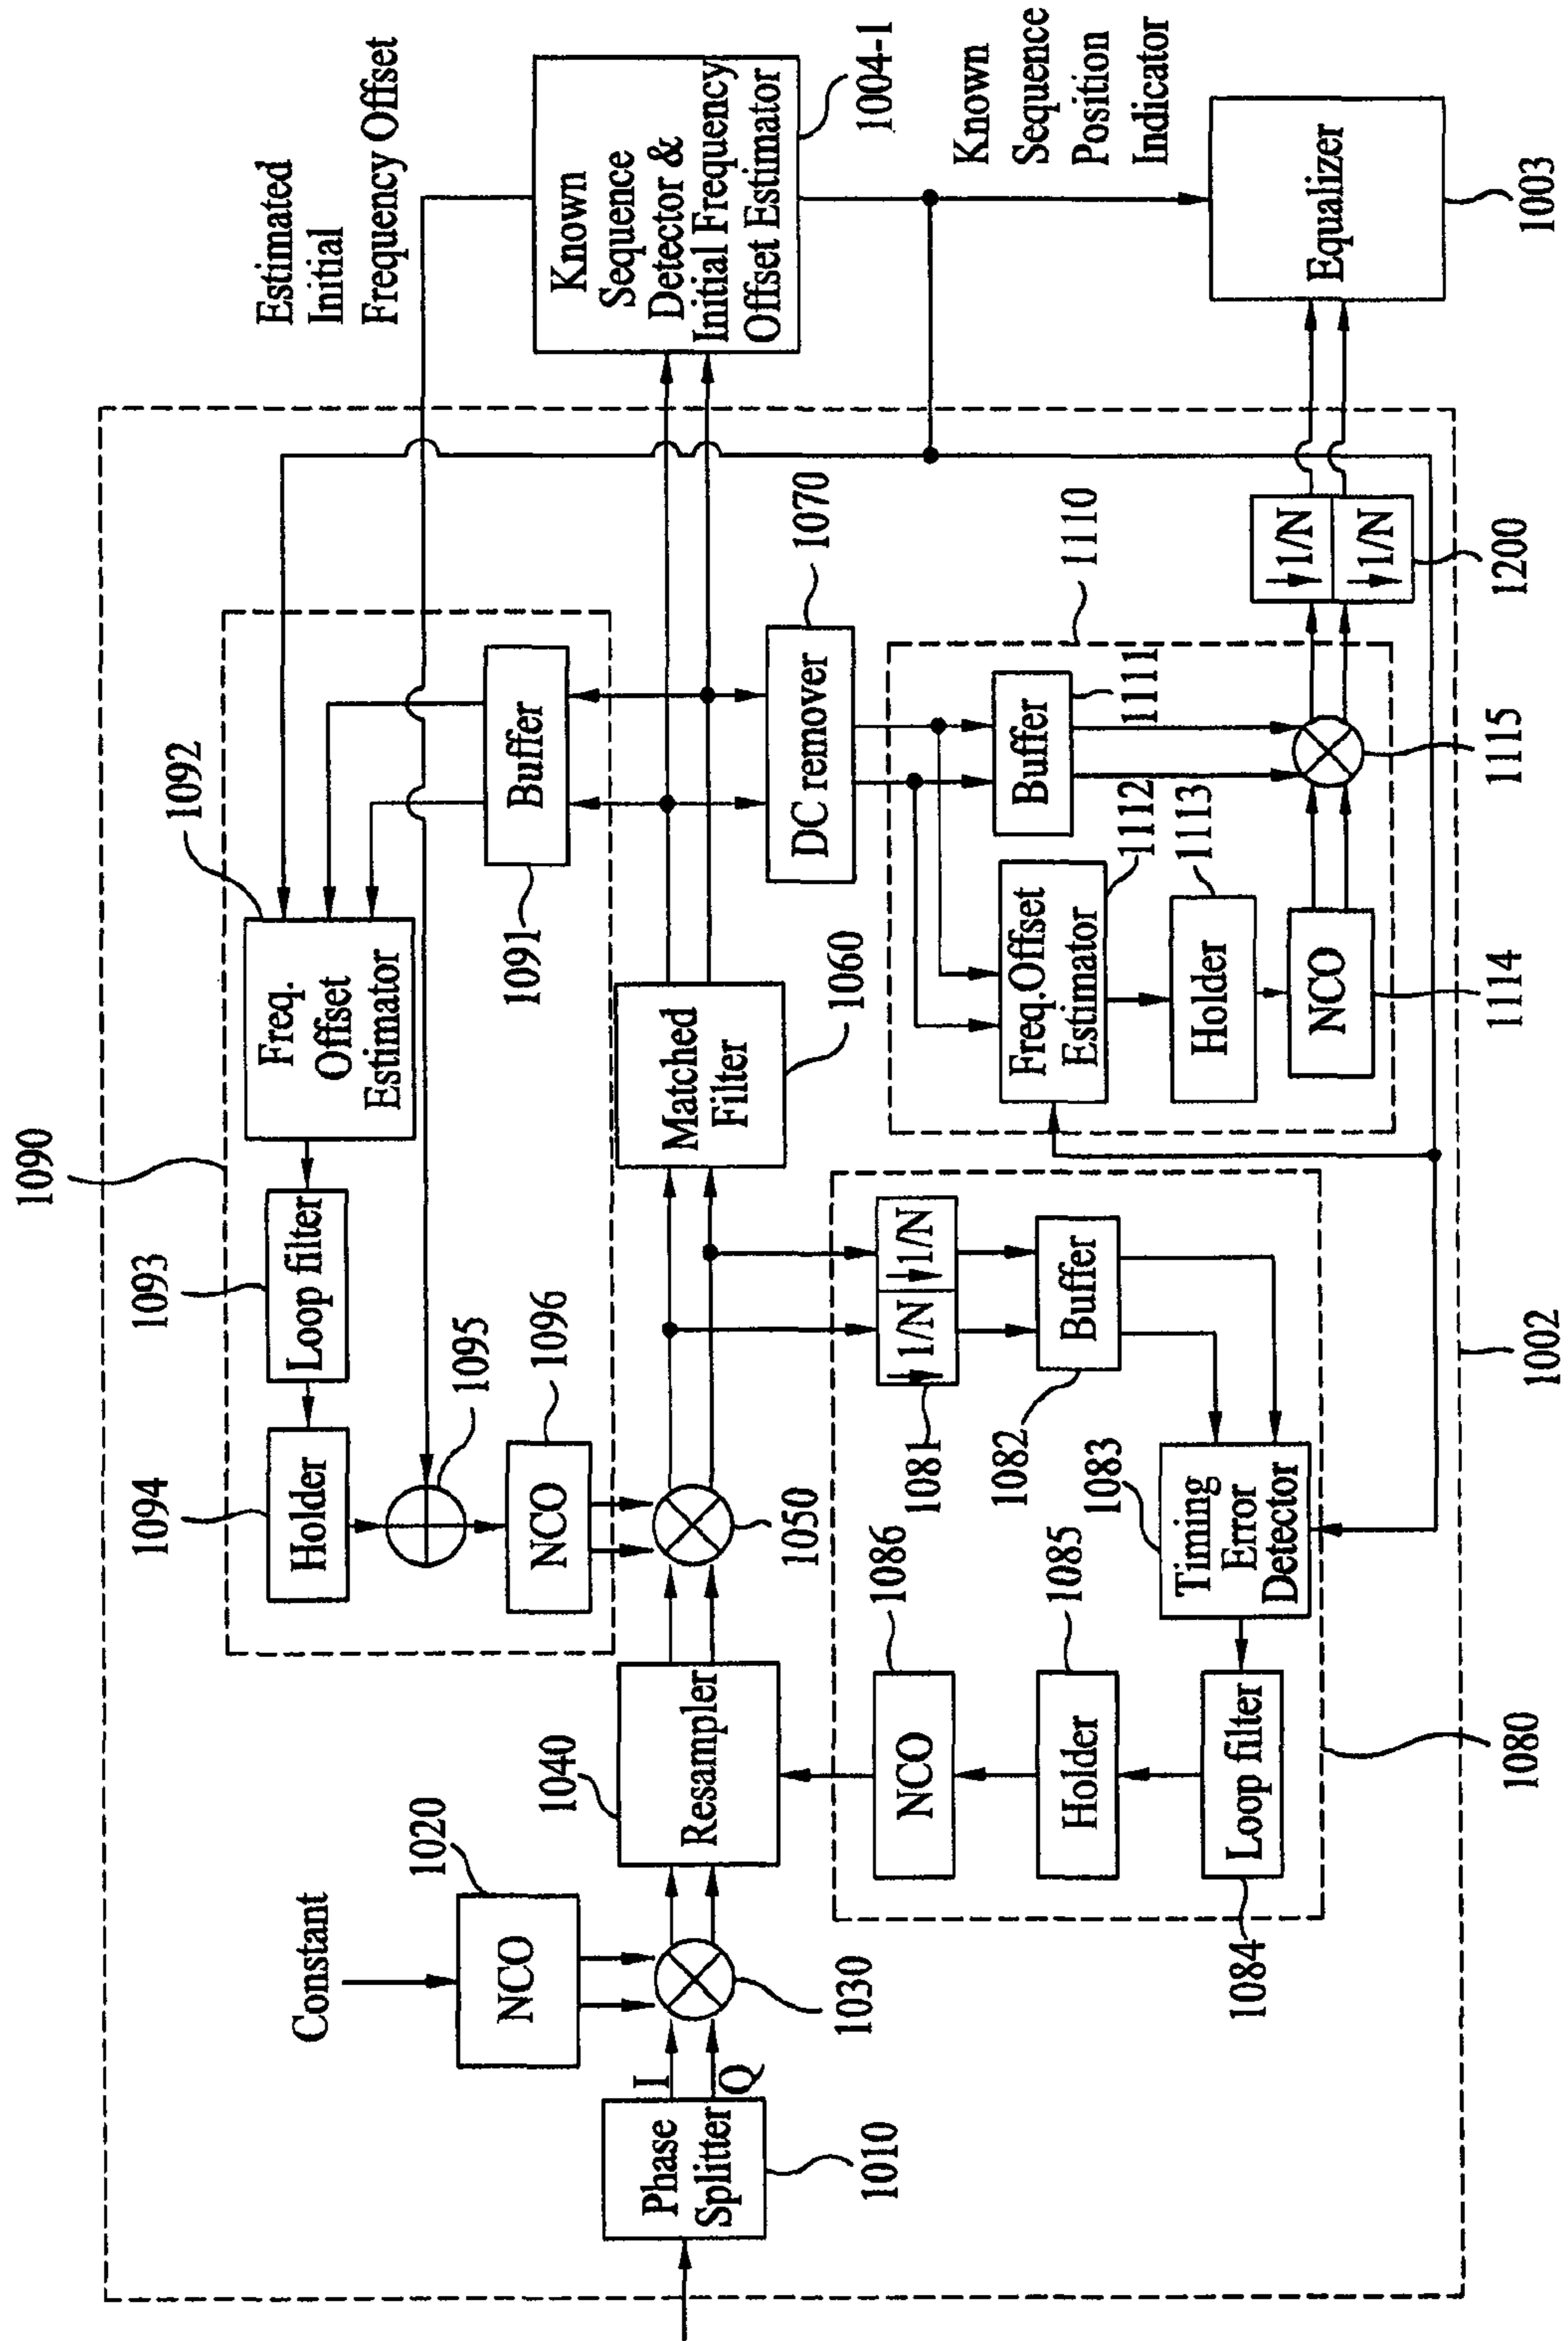 Estimated
Initial
Frequency Offset
1090
1092
Freq.
Offset
Estimator
1093
Loop filter
1094
Holder
1095
1096
NCO
Buffer
1091
Known
Sequence
Detector &
Initial Frequency
Offset Estimator
1004-1
Constant
1020
NCO
1040
Phase
Splitter
1010
I
Q
1030
Resampler
1050
Matched
Filter
1060
1070
DC remover
Known
Sequence
Position
Indicator
1086
NCO
1085
Holder
Loop filter
1084
1083
Timing
Error
Detector
1081
1/N
1/N
1082
Buffer
1080
1110
Buffer
1111
Freq.Offset
Estimator
1112
Holder
1113
NCO
1114
1115
1/N
1/N
1200
Equalizer
1003
1002